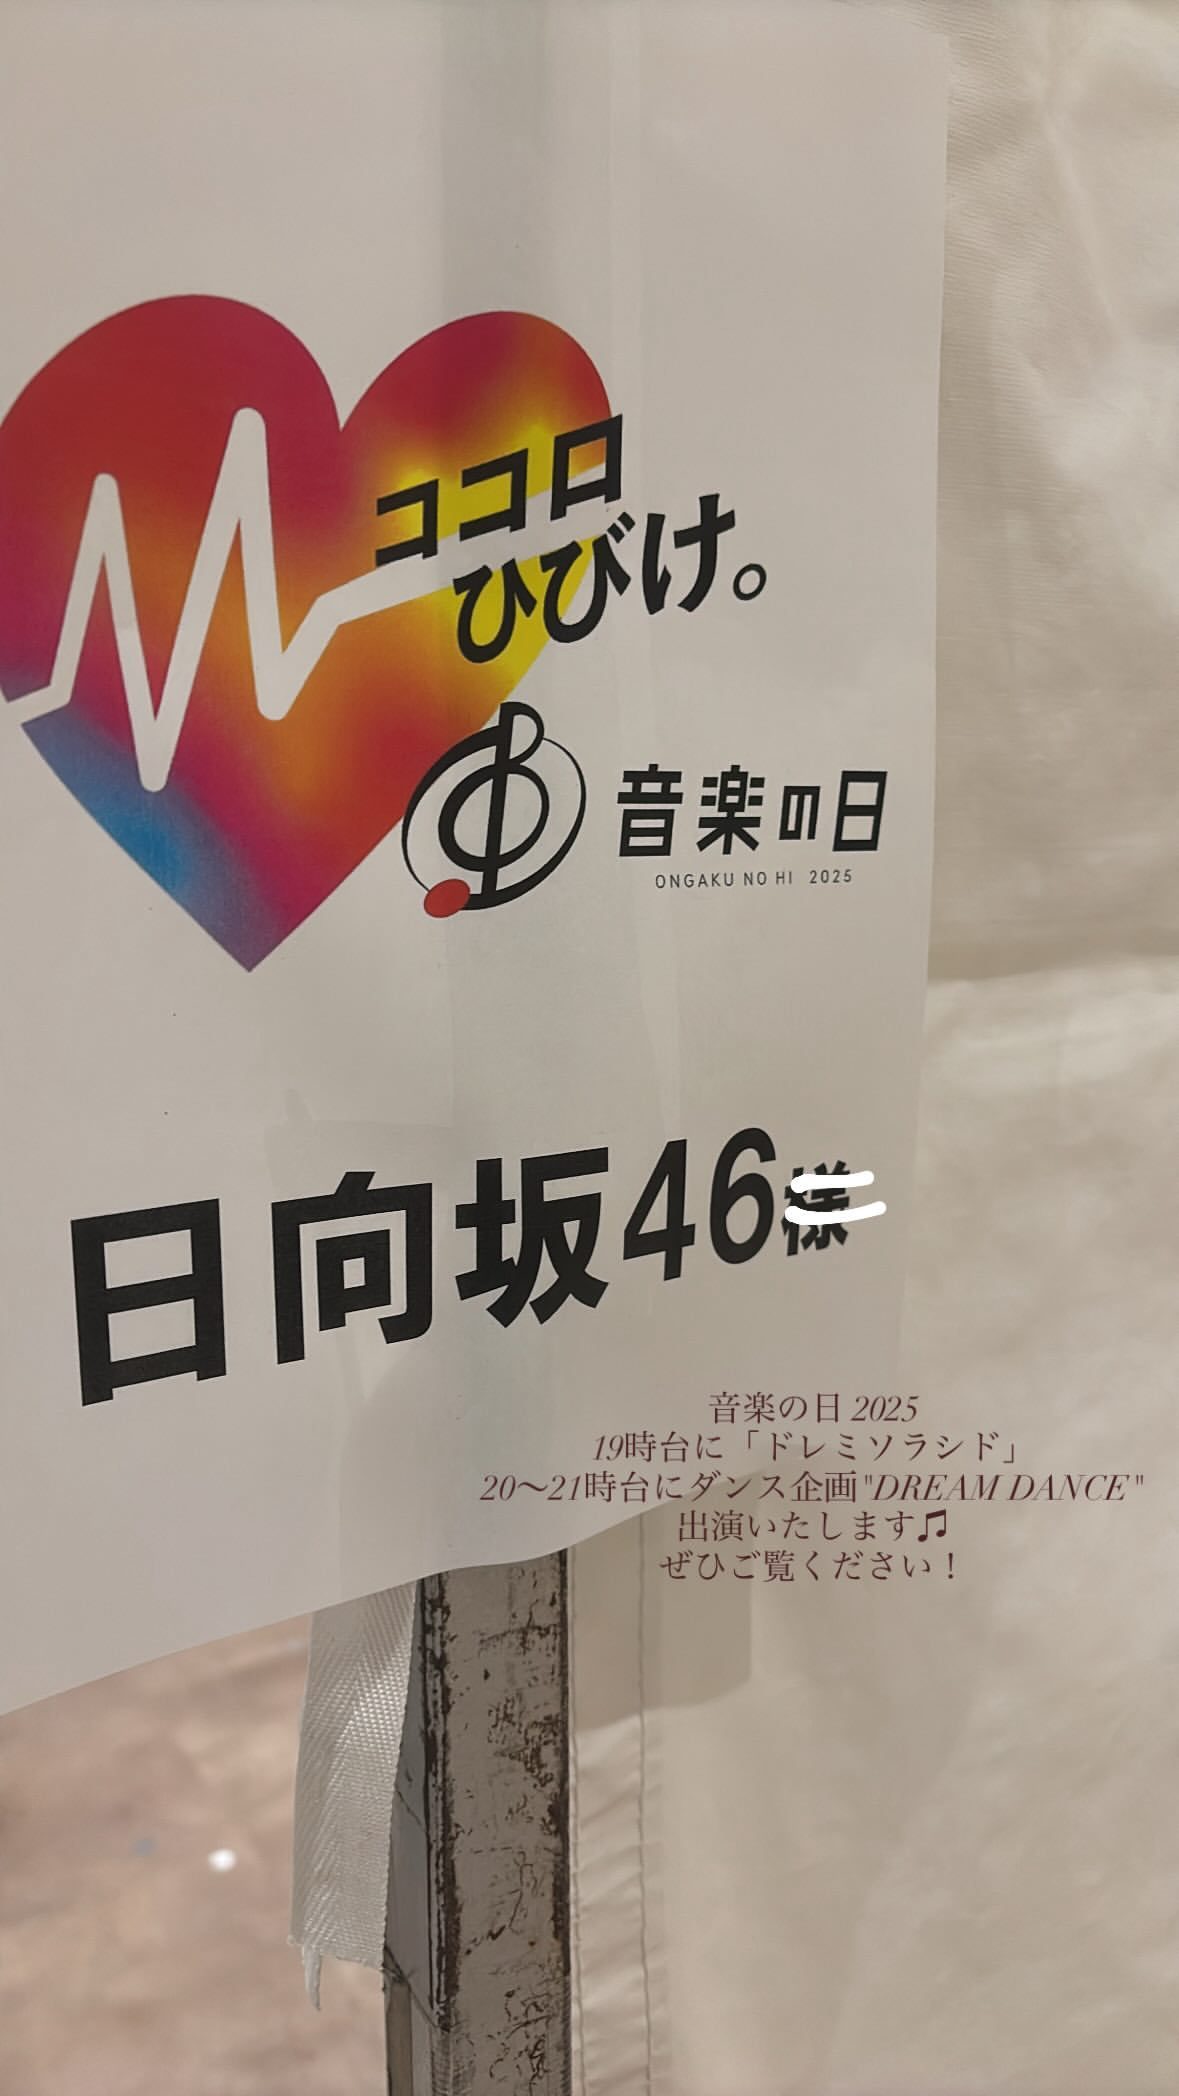 ココロ
ひびけ。
音楽の日
ONGAKU NO HI 2025
日向坂46様
音楽の日 2025
19時台に「ドレミソラシド」
20〜21時台にダンス企画"DREAM DANCE"
出演いたします♫
ぜひご覧ください！